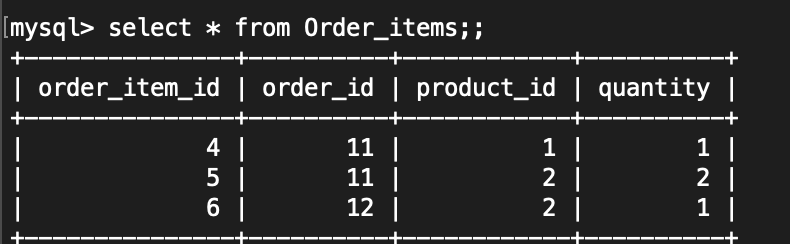 [mysql> select * from Order_items;;
+---------------+----------+------------+----------+
| order_item_id | order_id | product_id | quantity |
+---------------+----------+------------+----------+
|             4 |       11 |          1 |        1 |
|             5 |       11 |          2 |        2 |
|             6 |       12 |          2 |        1 |
+---------------+----------+------------+----------+